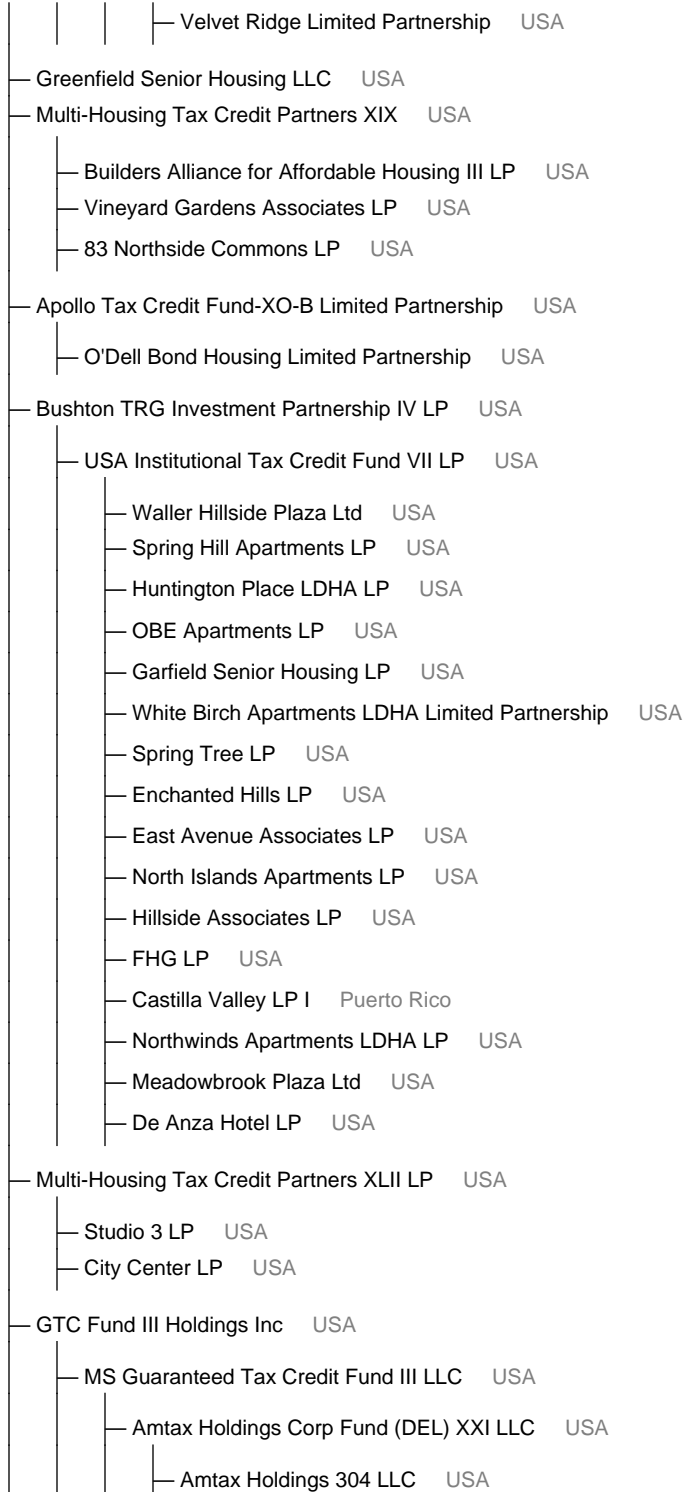 Velvet Ridge Limited Partnership USA
Greenfield Senior Housing LLC USA
Multi-Housing Tax Credit Partners XIX USA
Builders Alliance for Affordable Housing III LP USA
Vineyard Gardens Associates LP USA
83 Northside Commons LP USA
Apollo Tax Credit Fund-XO-B Limited Partnership USA
O'Dell Bond Housing Limited Partnership USA
Bushton TRG Investment Partnership IV LP USA
USA Institutional Tax Credit Fund VII LP USA
Waller Hillside Plaza Ltd USA
Spring Hill Apartments LP USA
Huntington Place LDHA LP USA
OBE Apartments LP USA
Garfield Senior Housing LP USA
White Birch Apartments LDHA Limited Partnership USA
Spring Tree LP USA
Enchanted Hills LP USA
East Avenue Associates LP USA
North Islands Apartments LP USA
Hillside Associates LP USA
FHG LP USA
Castilla Valley LP I Puerto Rico
Northwinds Apartments LDHA LP USA
Meadowbrook Plaza Ltd USA
De Anza Hotel LP USA
Multi-Housing Tax Credit Partners XLII LP USA
Studio 3 LP USA
City Center LP USA
GTC Fund III Holdings Inc USA
MS Guaranteed Tax Credit Fund III LLC USA
Amtax Holdings Corp Fund (DEL) XXI LLC USA
Amtax Holdings 304 LLC USA